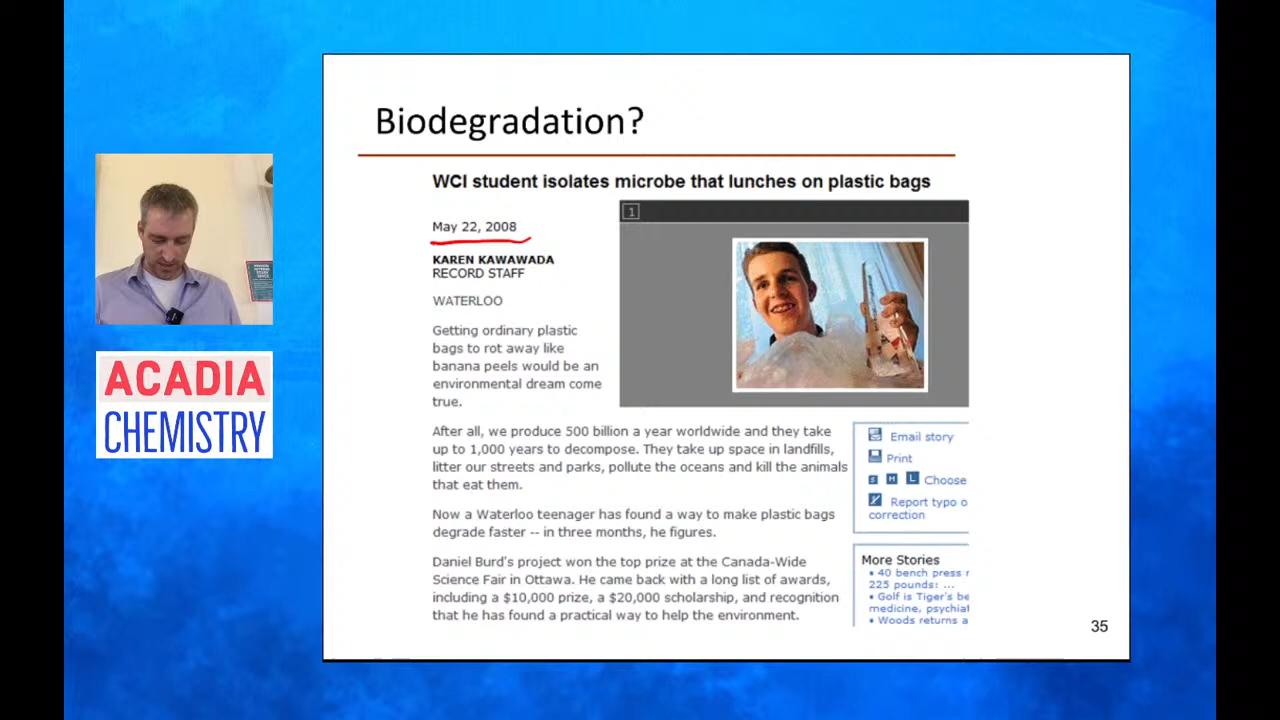 Biodegradation?
WCI student isolates microbe that lunches on plastic bags
May 22, 2008
1
KAREN KAWAWADA
RECORD STAFF
WATERLOO
Getting ordinary plastic
bags to rot away like
banana peels would be an
environmental dream come
true.
After all, we produce 500 billion a year worldwide and they take
up to 1,000 years to decompose. They take up space in landfills,
litter our streets and parks, pollute the oceans and kill the animals
that eat them.
Now a Waterloo teenager has found a way to make plastic bags
degrade faster -- in three months, he figures.
Daniel Burd's project won the top prize at the Canada-Wide
Science Fair in Ottawa. He came back with a long list of awards,
including a $10,000 prize, a $20,000 scholarship, and recognition
that he has found a practical way to help the environment.
Email story
Print
S M L Choose
Report typo o
correction
More Stories
• 40 bench press r
225 pounds: ...
• Golf is Tiger's be
medicine, psychiat
• Woods returns a
35
ACADIA
CHEMISTRY